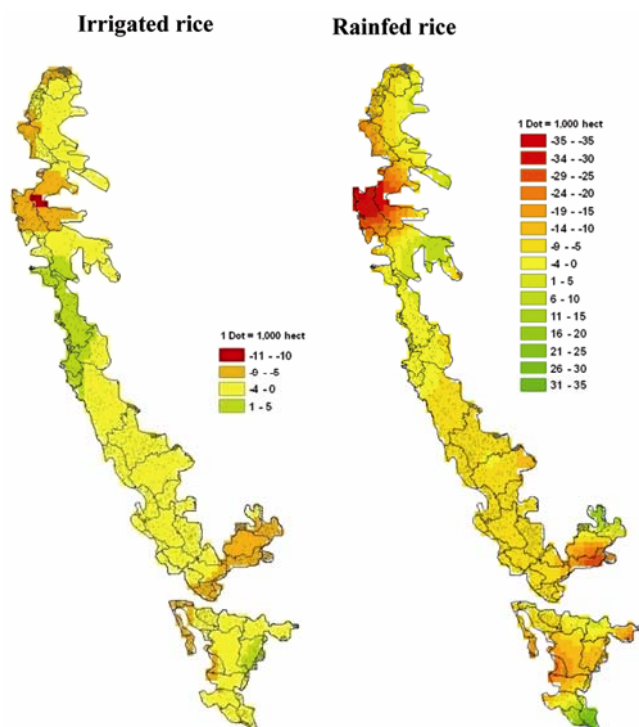 Irrigated rice
Rainfed rice
1 Dot = 1,000 hect
-11 - -10
-9 - -5
-4 - 0
1 - 5
1 Dot = 1,000 hect
-35 - -35
-34 - -30
-29 - -25
-24 - -20
-19 - -15
-14 - -10
-9 - -5
-4 - 0
1 - 5
6 - 10
11 - 15
16 - 20
21 - 25
26 - 30
31 - 35